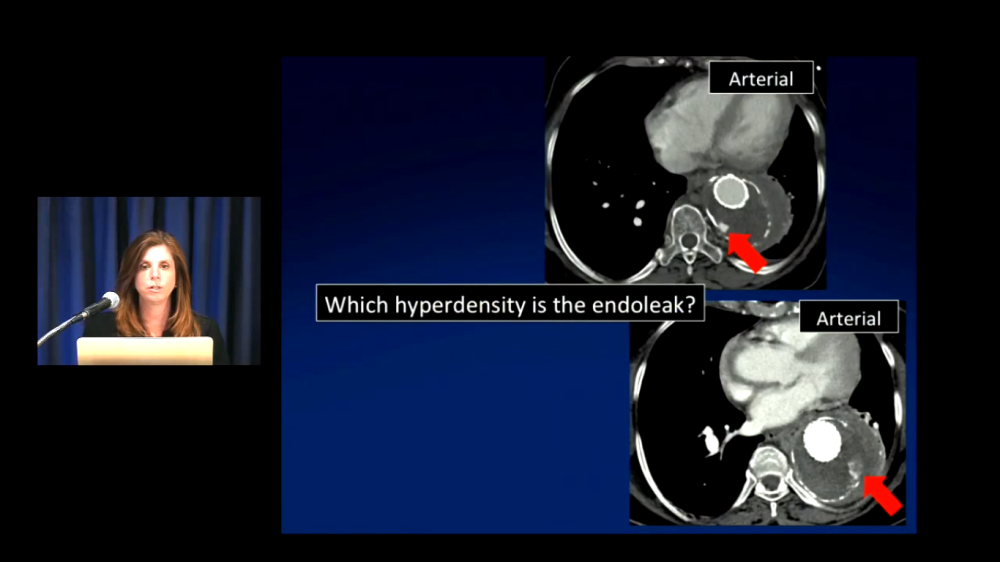 Arterial
Which hyperdensity is the endoleak?
Arterial